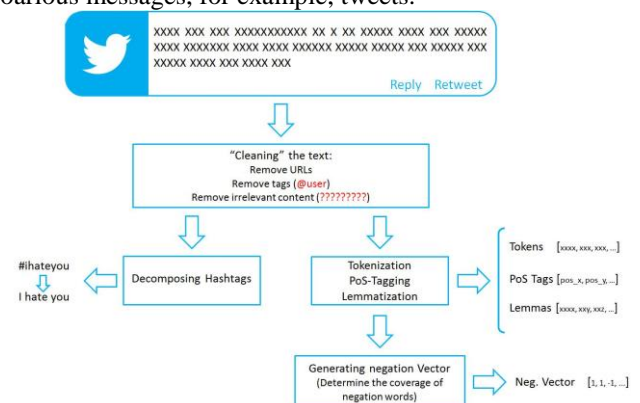 various messages, for example, tweets.
XXXX XXX XXX XXXXXXXXXXX XX X XX XXXXX XXXX XXX XXXXX
XXXX XXXXXXX XXXX XXXX XXXXXX XXXXX XXXXX XXX XXXXX XXX
XXXXX XXXX XXX XXXX XXX
Reply Retweet
"Cleaning" the text:
Remove URLs
Remove tags (@user)
Remove irrelevant content (?????????)
#ihateyou
I hate you
Decomposing Hashtags
Tokenization
PoS-Tagging
Lemmatization
Tokens [xxxx, xxx, xxx, ...]
PoS Tags [pos_x, pos_y, ...]
Lemmas [xxxx, xxy, xxz, ...]
Generating negation Vector
(Determine the coverage of
negation words)
Neg. Vector [1, 1, -1, ...]